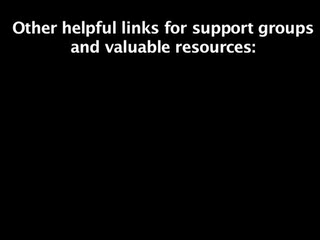 Other helpful links for support groups
and valuable resources: